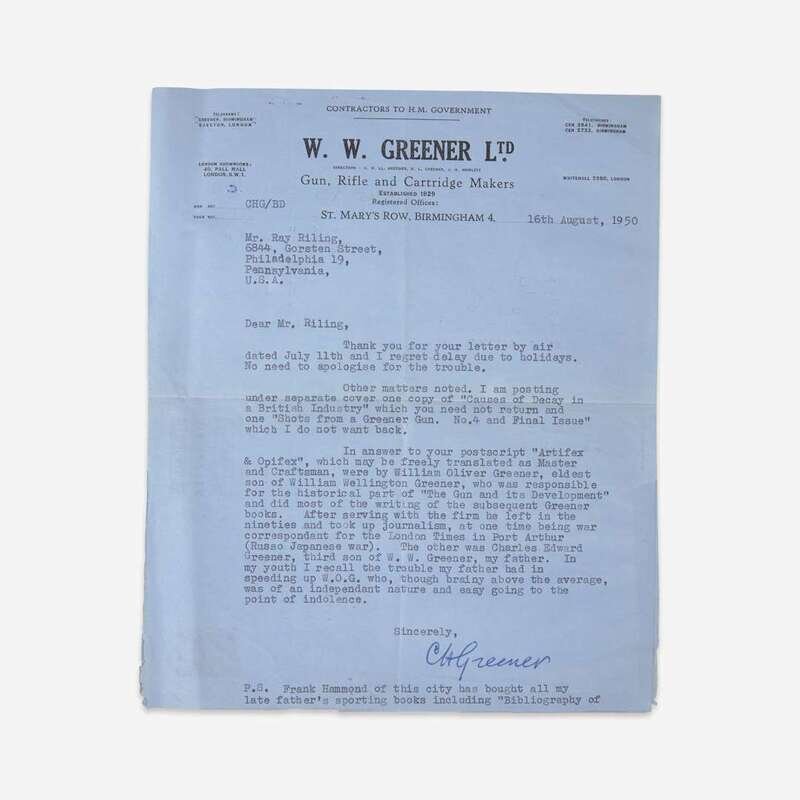 CONTRACTORS TO H.M. GOVERNMENT
TELEGRAMS:
"GREENER, BIRMINGHAM"
LONDON SHOWROOMS:
40, PALL MALL
LONDON, S.W.1.
TELEPHONES:
CEN 3841, BIRMINGHAM
CEN 2732, BIRMINGHAM
WHITEHALL 2280, LONDON
W. W. GREENER LTD.
Gun, Rifle and Cartridge Makers
ESTABLISHED 1829
Registered Offices:
ST. MARY'S ROW, BIRMINGHAM 4.
CHG/BD
16th August, 1950
Mr. Ray Riling,
6844, Gorsten Street,
Philadelphia 19,
Pennsylvania,
U.S.A.
Dear Mr. Riling,
Thank you for your letter by air
dated July 11th and I regret delay due to holidays.
No need to apologise for the trouble.
Other matters noted. I am posting
under separate cover one copy of "Causes of Decay in
a British Industry" which you need not return and
one "Shots from a Greener Gun. No.4 and Final Issue"
which I do not want back.
In answer to your postscript "Artifex
& Opifex", which may be freely translated as Master
and Craftsman, were by William Oliver Greener, eldest
son of William Wellington Greener, who was responsible
for the historical part of "The Gun and its Development"
and did most of the writing of the subsequent Greener
books. After serving with the firm he left in the
nineties and took up journalism, at one time being war
correspondant for the London Times in Port Arthur
(Russo Japanese war). The other was Charles Edward
Greener, third son of W. W. Greener, my father. In
my youth I recall the trouble my father had in
speeding up W.O.G. who, though brainy above the average,
was of an independant nature and easy going to the
point of indolence.
Sincerely,
CHGreener
P.S. Frank Hammond of this city has bought all my
late father's sporting books including "Bibliography of